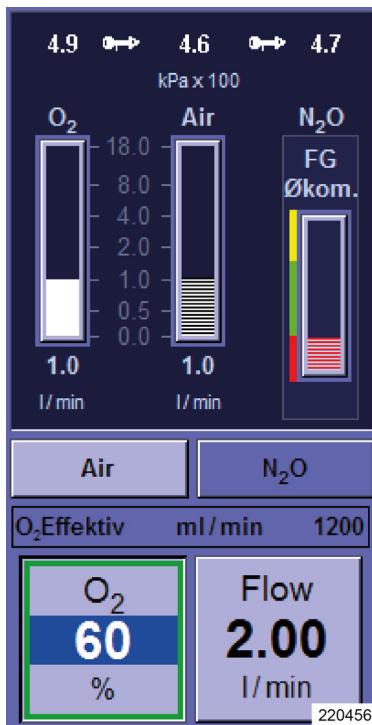 4.9 4.6 4.7
kPa x 100
O₂ Air N₂O
18.0
8.0
4.0
2.0
1.0
0.5
0.0
FG
Økom.
1.0 1.0
l/min l/min
Air N₂O
O₂Effektiv ml/min 1200
O₂
60
%
Flow
2.00
l/min
220456